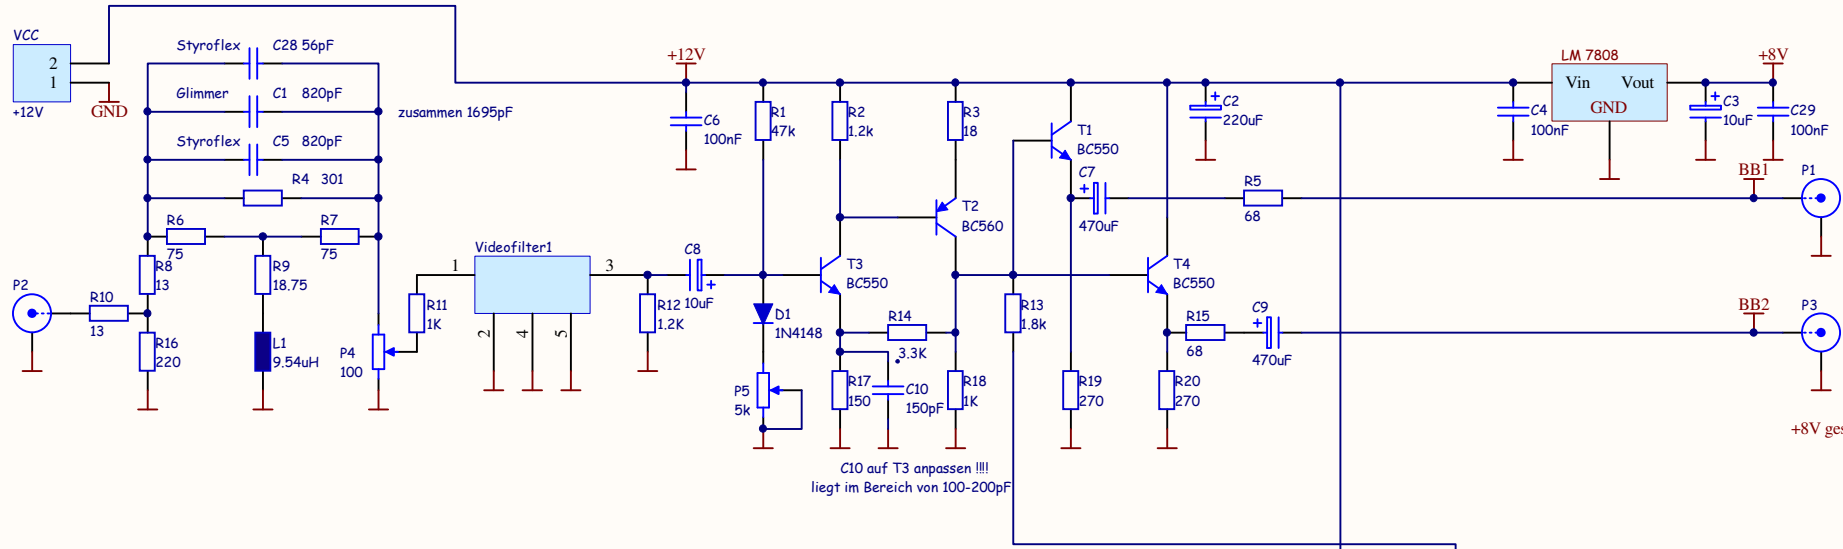 VCC
2
1
+12V
GND
Styroflex C28 56pF
Glimmer C1 820pF
zusammen 1695pF
Styroflex C5 820pF
R4 301
R6
75
R7
75
R8
13
R9
18.75
P2
R10
13
R16
220
L1
9.54uH
P4
100
R11
1K
Videofilter1
1
3
2
4
5
R12
1.2K
C8
10uF
+12V
C6
100nF
R1
47k
R2
1.2k
R3
18
D1
1N4148
P5
5k
T3
BC550
T2
BC560
R14
3.3K
R17
150
C10
150pF
R18
1K
C10 auf T3 anpassen !!!!
liegt im Bereich von 100-200pF
T1
BC550
C7
470uF
R13
1.8k
R19
270
T4
BC550
R15
68
R20
270
C9
470uF
C2
220uF
R5
68
C4
100nF
LM 7808
Vin Vout
GND
+8V
C3
10uF
C29
100nF
BB1
P1
BB2
P3
+8V ges